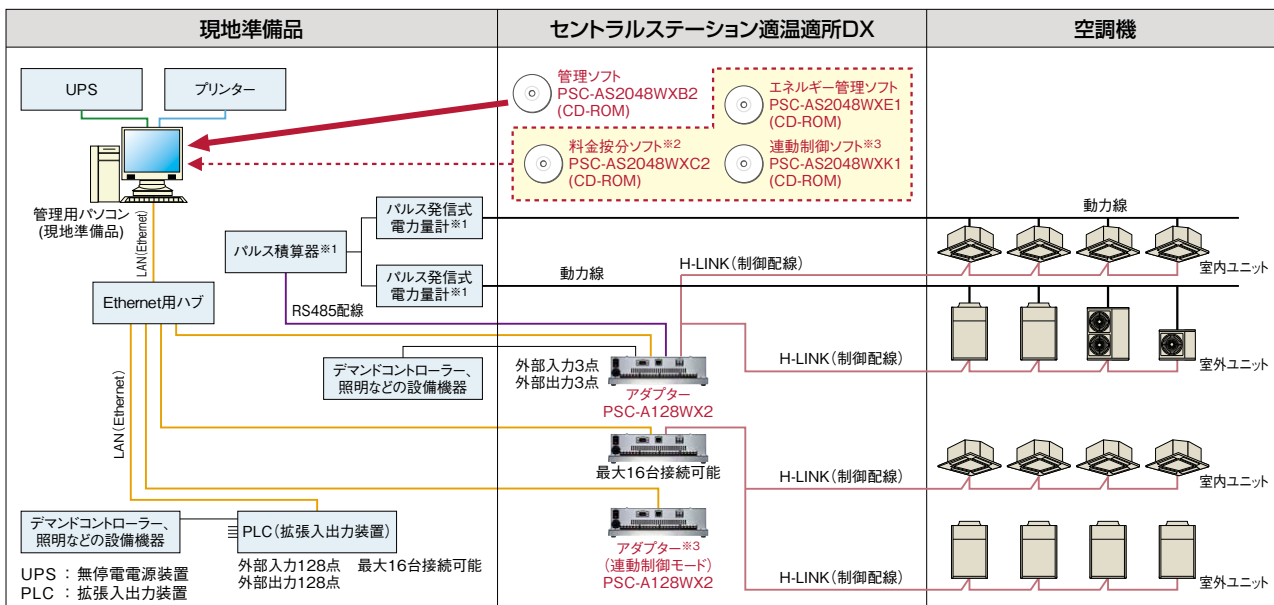 現地準備品
セントラルステーション適温適所DX
空調機
UPS
プリンター
管理用パソコン
(現地準備品)
LAN(Ethernet)
管理ソフト
PSC-AS2048WXB2
(CD-ROM)
エネルギー管理ソフト
PSC-AS2048WXE1
(CD-ROM)
料金按分ソフト※2
PSC-AS2048WXC2
(CD-ROM)
連動制御ソフト※3
PSC-AS2048WXK1
(CD-ROM)
パルス積算器※1
パルス発信式
電力量計※1
パルス発信式
電力量計※1
動力線
動力線
H-LINK(制御配線)
室内ユニット
Ethernet用ハブ
RS485配線
デマンドコントローラー、
照明などの設備機器
外部入力3点
外部出力3点
アダプター
PSC-A128WX2
H-LINK(制御配線)
室外ユニット
LAN(Ethernet)
最大16台接続可能
H-LINK(制御配線)
室内ユニット
デマンドコントローラー、
照明などの設備機器
PLC(拡張入出力装置)
外部入力128点
外部出力128点
最大16台接続可能
アダプター※3
(連動制御モード)
PSC-A128WX2
H-LINK(制御配線)
室外ユニット
UPS : 無停電電源装置
PLC : 拡張入出力装置